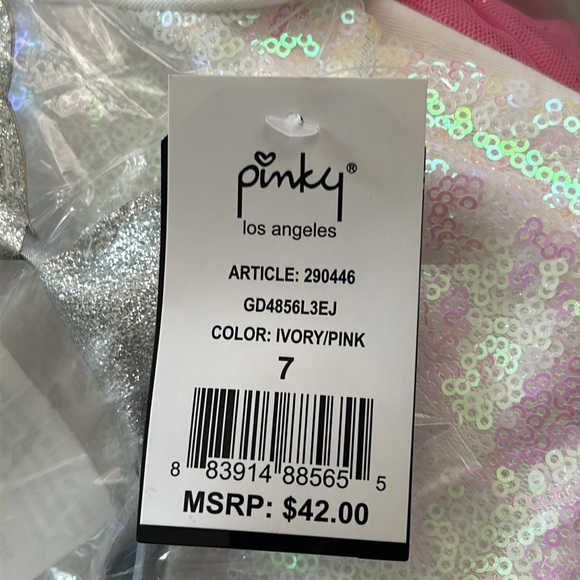 pinky®
los angeles
ARTICLE: 290446
GD4856L3EJ
COLOR: IVORY/PINK
7
8 83914 88565 5
MSRP: $42.00